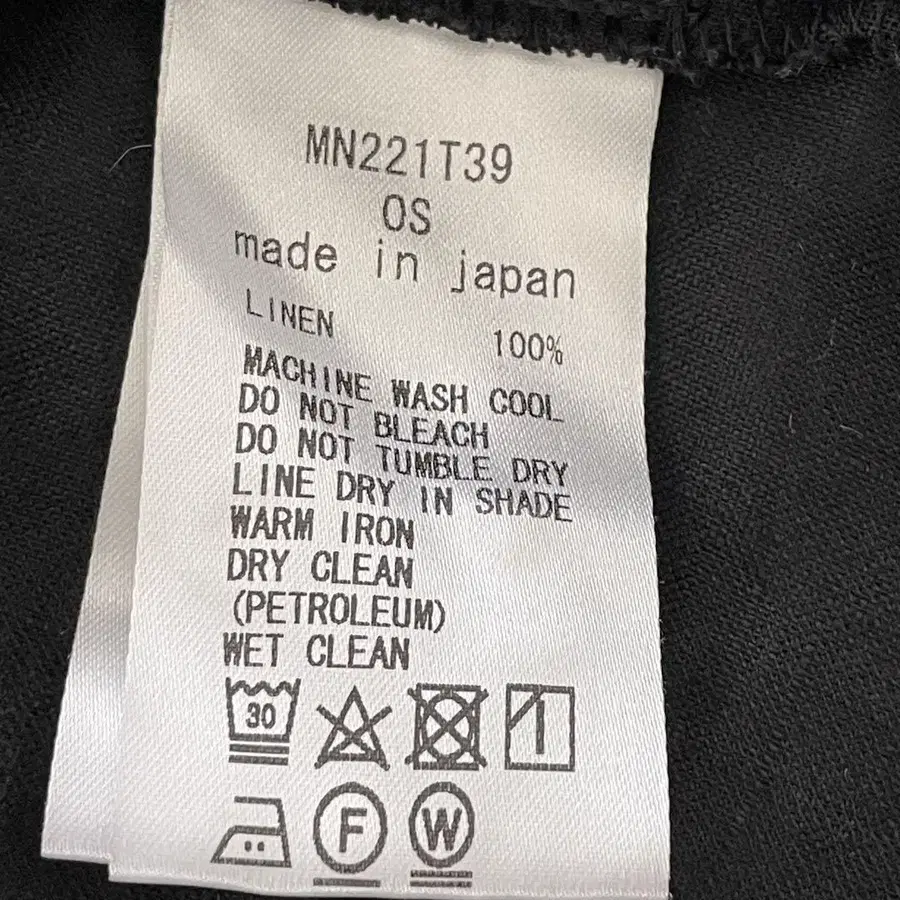 MN221T39
OS
made in japan
LINEN 100%
MACHINE WASH COOL
DO NOT BLEACH
DO NOT TUMBLE DRY
LINE DRY IN SHADE
WARM IRON
DRY CLEAN
(PETROLEUM)
WET CLEAN
30
F W